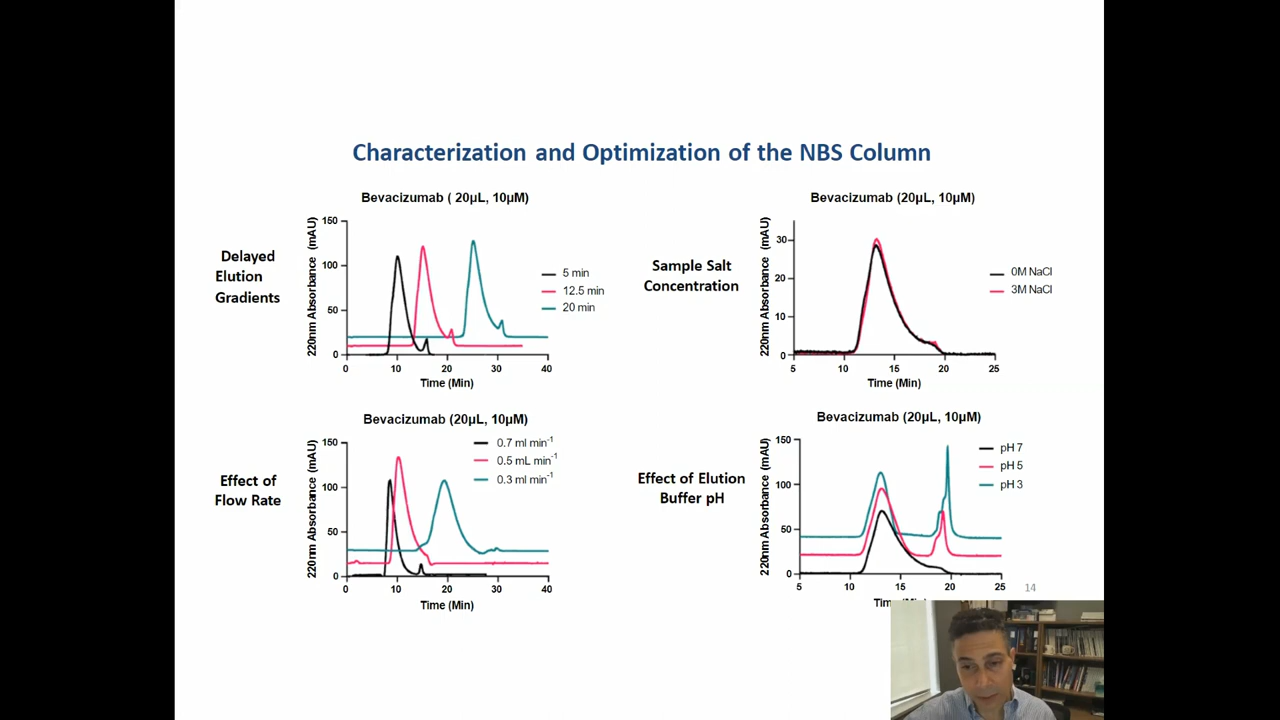 Characterization and Optimization of the NBS Column
Bevacizumab ( 20µL, 10µM)
Delayed
Elution
Gradients
220nm Absorbance (mAU)
150
100
50
0
0
10
20
30
40
Time (Min)
5 min
12.5 min
20 min
Bevacizumab (20µL, 10µM)
Sample Salt
Concentration
220nm Absorbance (mAU)
30
20
10
0
5
10
15
20
25
Time (Min)
0M NaCl
3M NaCl
Bevacizumab (20µL, 10µM)
Effect of
Flow Rate
220nm Absorbance (mAU)
150
100
50
0
0
10
20
30
40
Time (Min)
0.7 ml min⁻¹
0.5 mL min⁻¹
0.3 ml min⁻¹
Bevacizumab (20µL, 10µM)
Effect of Elution
Buffer pH
220nm Absorbance (mAU)
150
100
50
0
5
10
15
20
25
pH 7
pH 5
pH 3
14